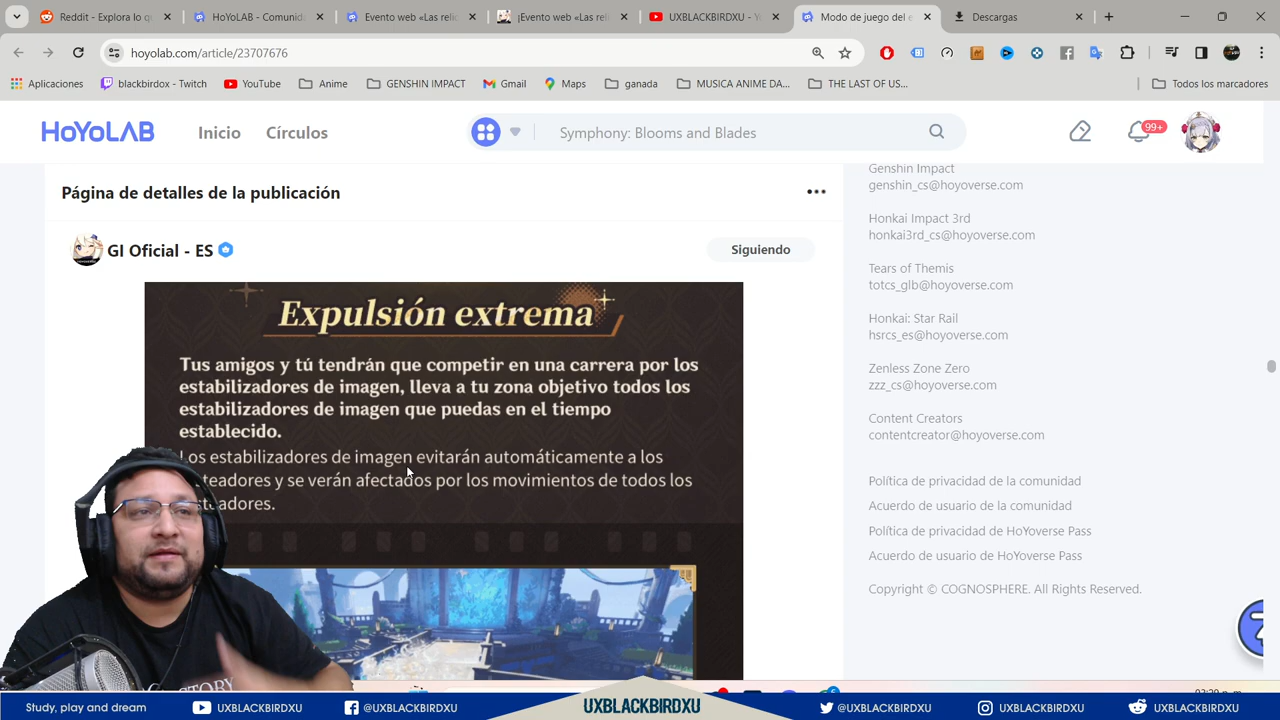 Reddit - Explora lo q
HoYoLAB - Comunida
Evento web «Las relic
¡Evento web «Las reli
UXBLACKBIRDXU - Y
Modo de juego del e
Descargas
hoyolab.com/article/23707676
Aplicaciones
blackbirdox - Twitch
YouTube
Anime
GENSHIN IMPACT
Gmail
Maps
ganada
MUSICA ANIME DA...
THE LAST OF US...
Todos los marcadores
HoYoLAB
Inicio
Círculos
Symphony: Blooms and Blades
99+
Página de detalles de la publicación
GI Oficial - ES
Siguiendo
Expulsión extrema
Tus amigos y tú tendrán que competir en una carrera por los
estabilizadores de imagen, lleva a tu zona objetivo todos los
estabilizadores de imagen que puedas en el tiempo
establecido.
Los estabilizadores de imagen evitarán automáticamente a los
y se verán afectados por los movimientos de todos los
Genshin Impact
genshin_cs@hoyoverse.com
Honkai Impact 3rd
honkai3rd_cs@hoyoverse.com
Tears of Themis
totcs_glb@hoyoverse.com
Honkai: Star Rail
hsrcs_es@hoyoverse.com
Zenless Zone Zero
zzz_cs@hoyoverse.com
Content Creators
contentcreator@hoyoverse.com
Política de privacidad de la comunidad
Acuerdo de usuario de la comunidad
Política de privacidad de HoYoverse Pass
Acuerdo de usuario de HoYoverse Pass
Copyright © COGNOSPHERE. All Rights Reserved.
Study, play and dream
UXBLACKBIRDXU
@UXBLACKBIRDXU
UXBLACKBIRDXU
@UXBLACKBIRDXU
UXBLACKBIRDXU
UXBLACKBIRDXU